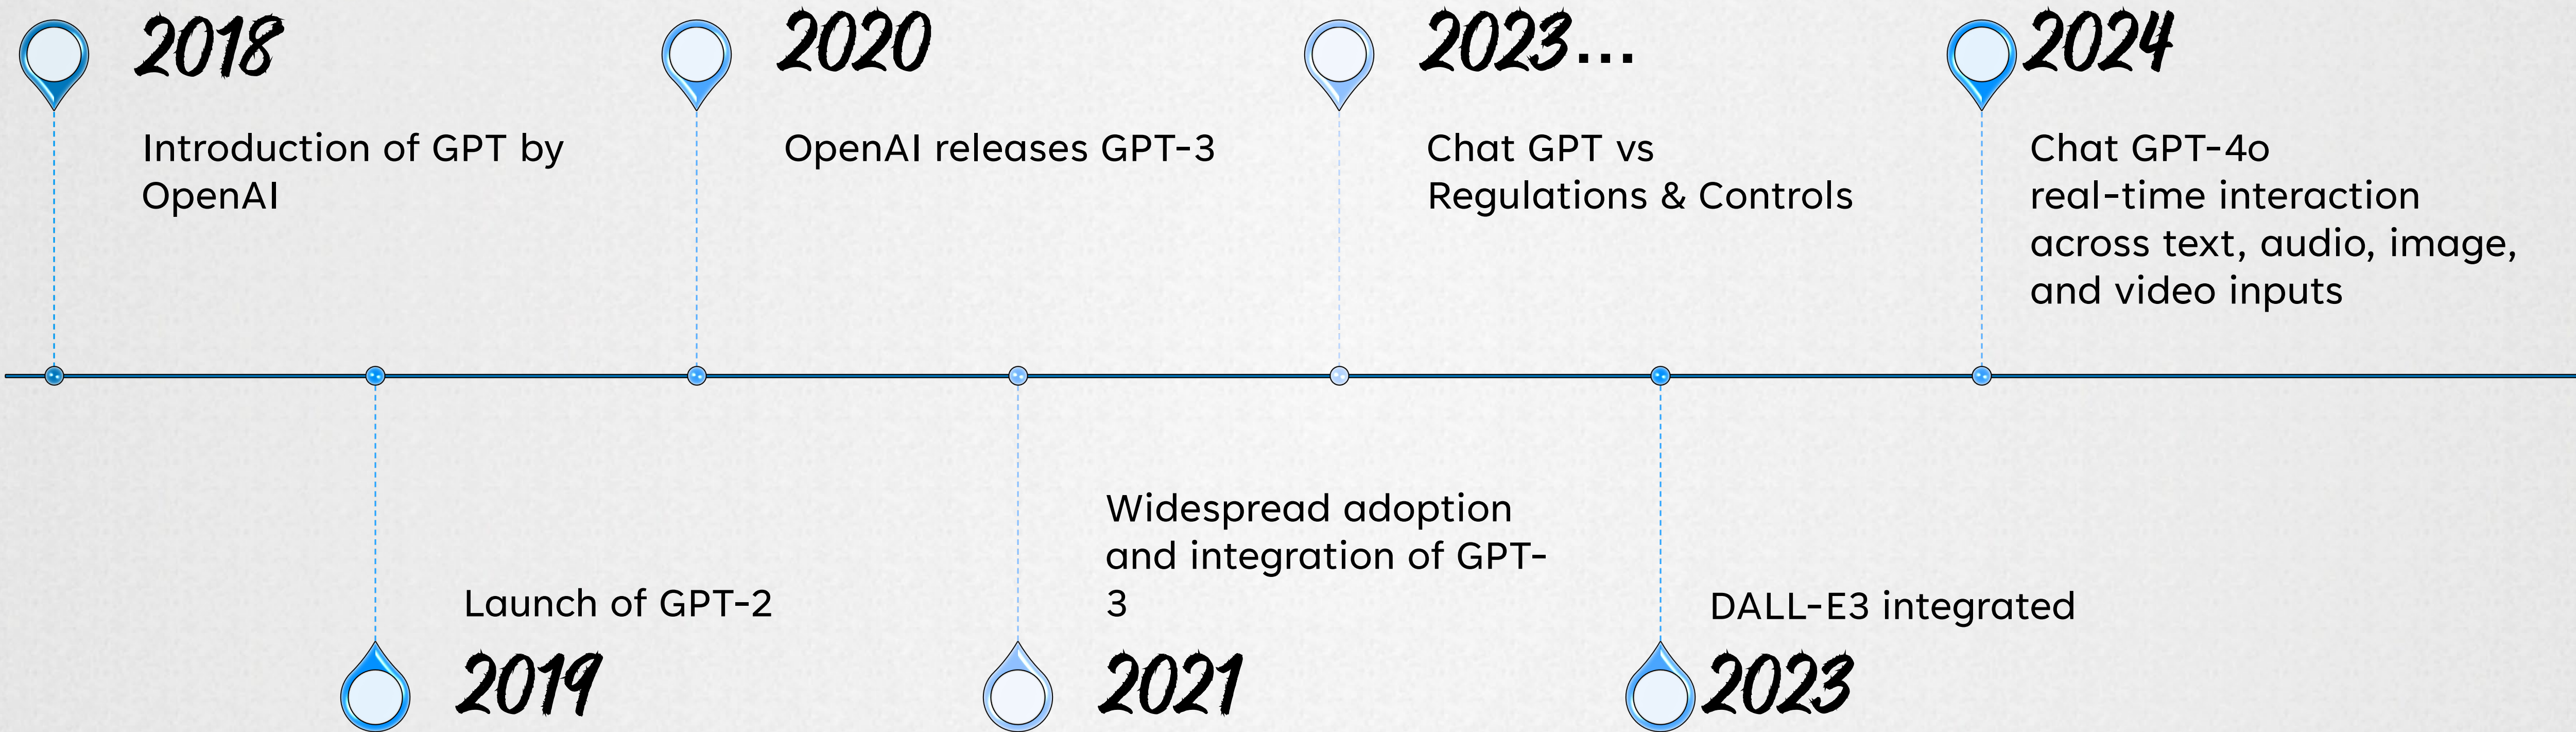 2018
Introduction of GPT by
OpenAI
Launch of GPT-2
2019
2020
OpenAI releases GPT-3
Widespread adoption
and integration of GPT-
3
2021
2023...
Chat GPT vs
Regulations & Controls
DALL-E3 integrated
2023
2024
Chat GPT-4o
real-time interaction
across text, audio, image,
and video inputs